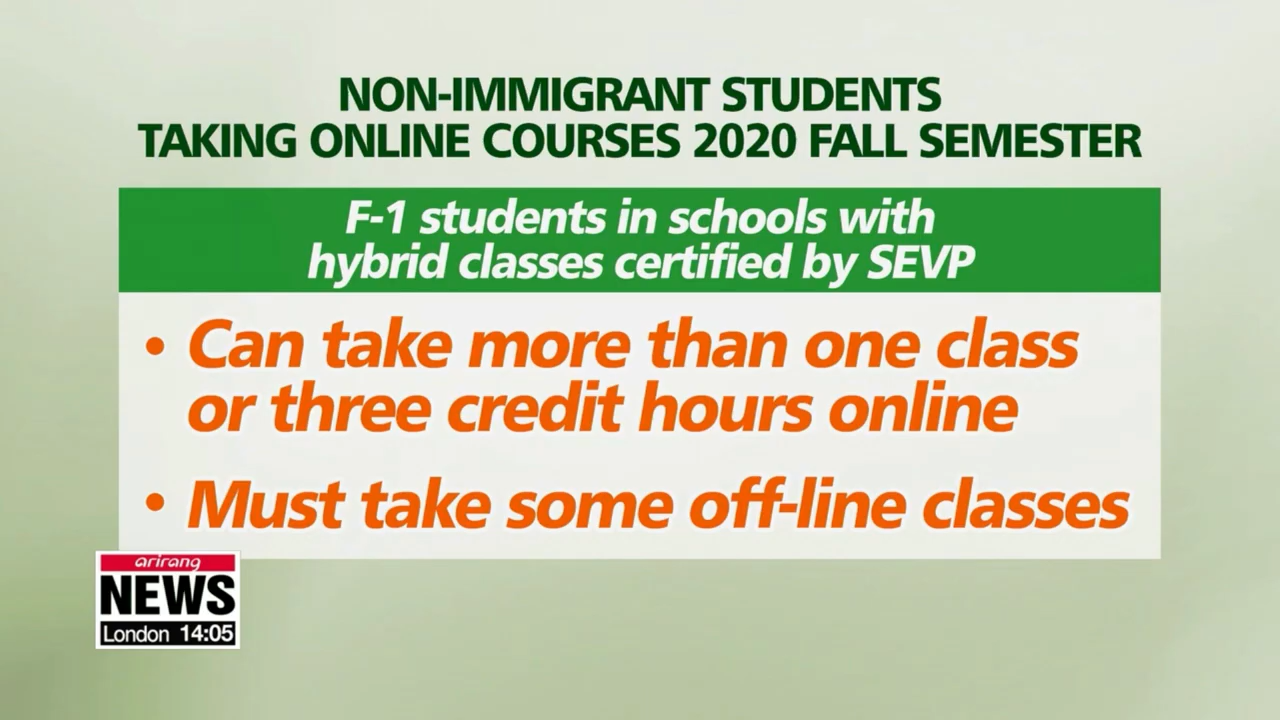 NON-IMMIGRANT STUDENTS
TAKING ONLINE COURSES 2020 FALL SEMESTER
F-1 students in schools with
hybrid classes certified by SEVP
• Can take more than one class
or three credit hours online
• Must take some off-line classes
arirang
NEWS
London 14:05